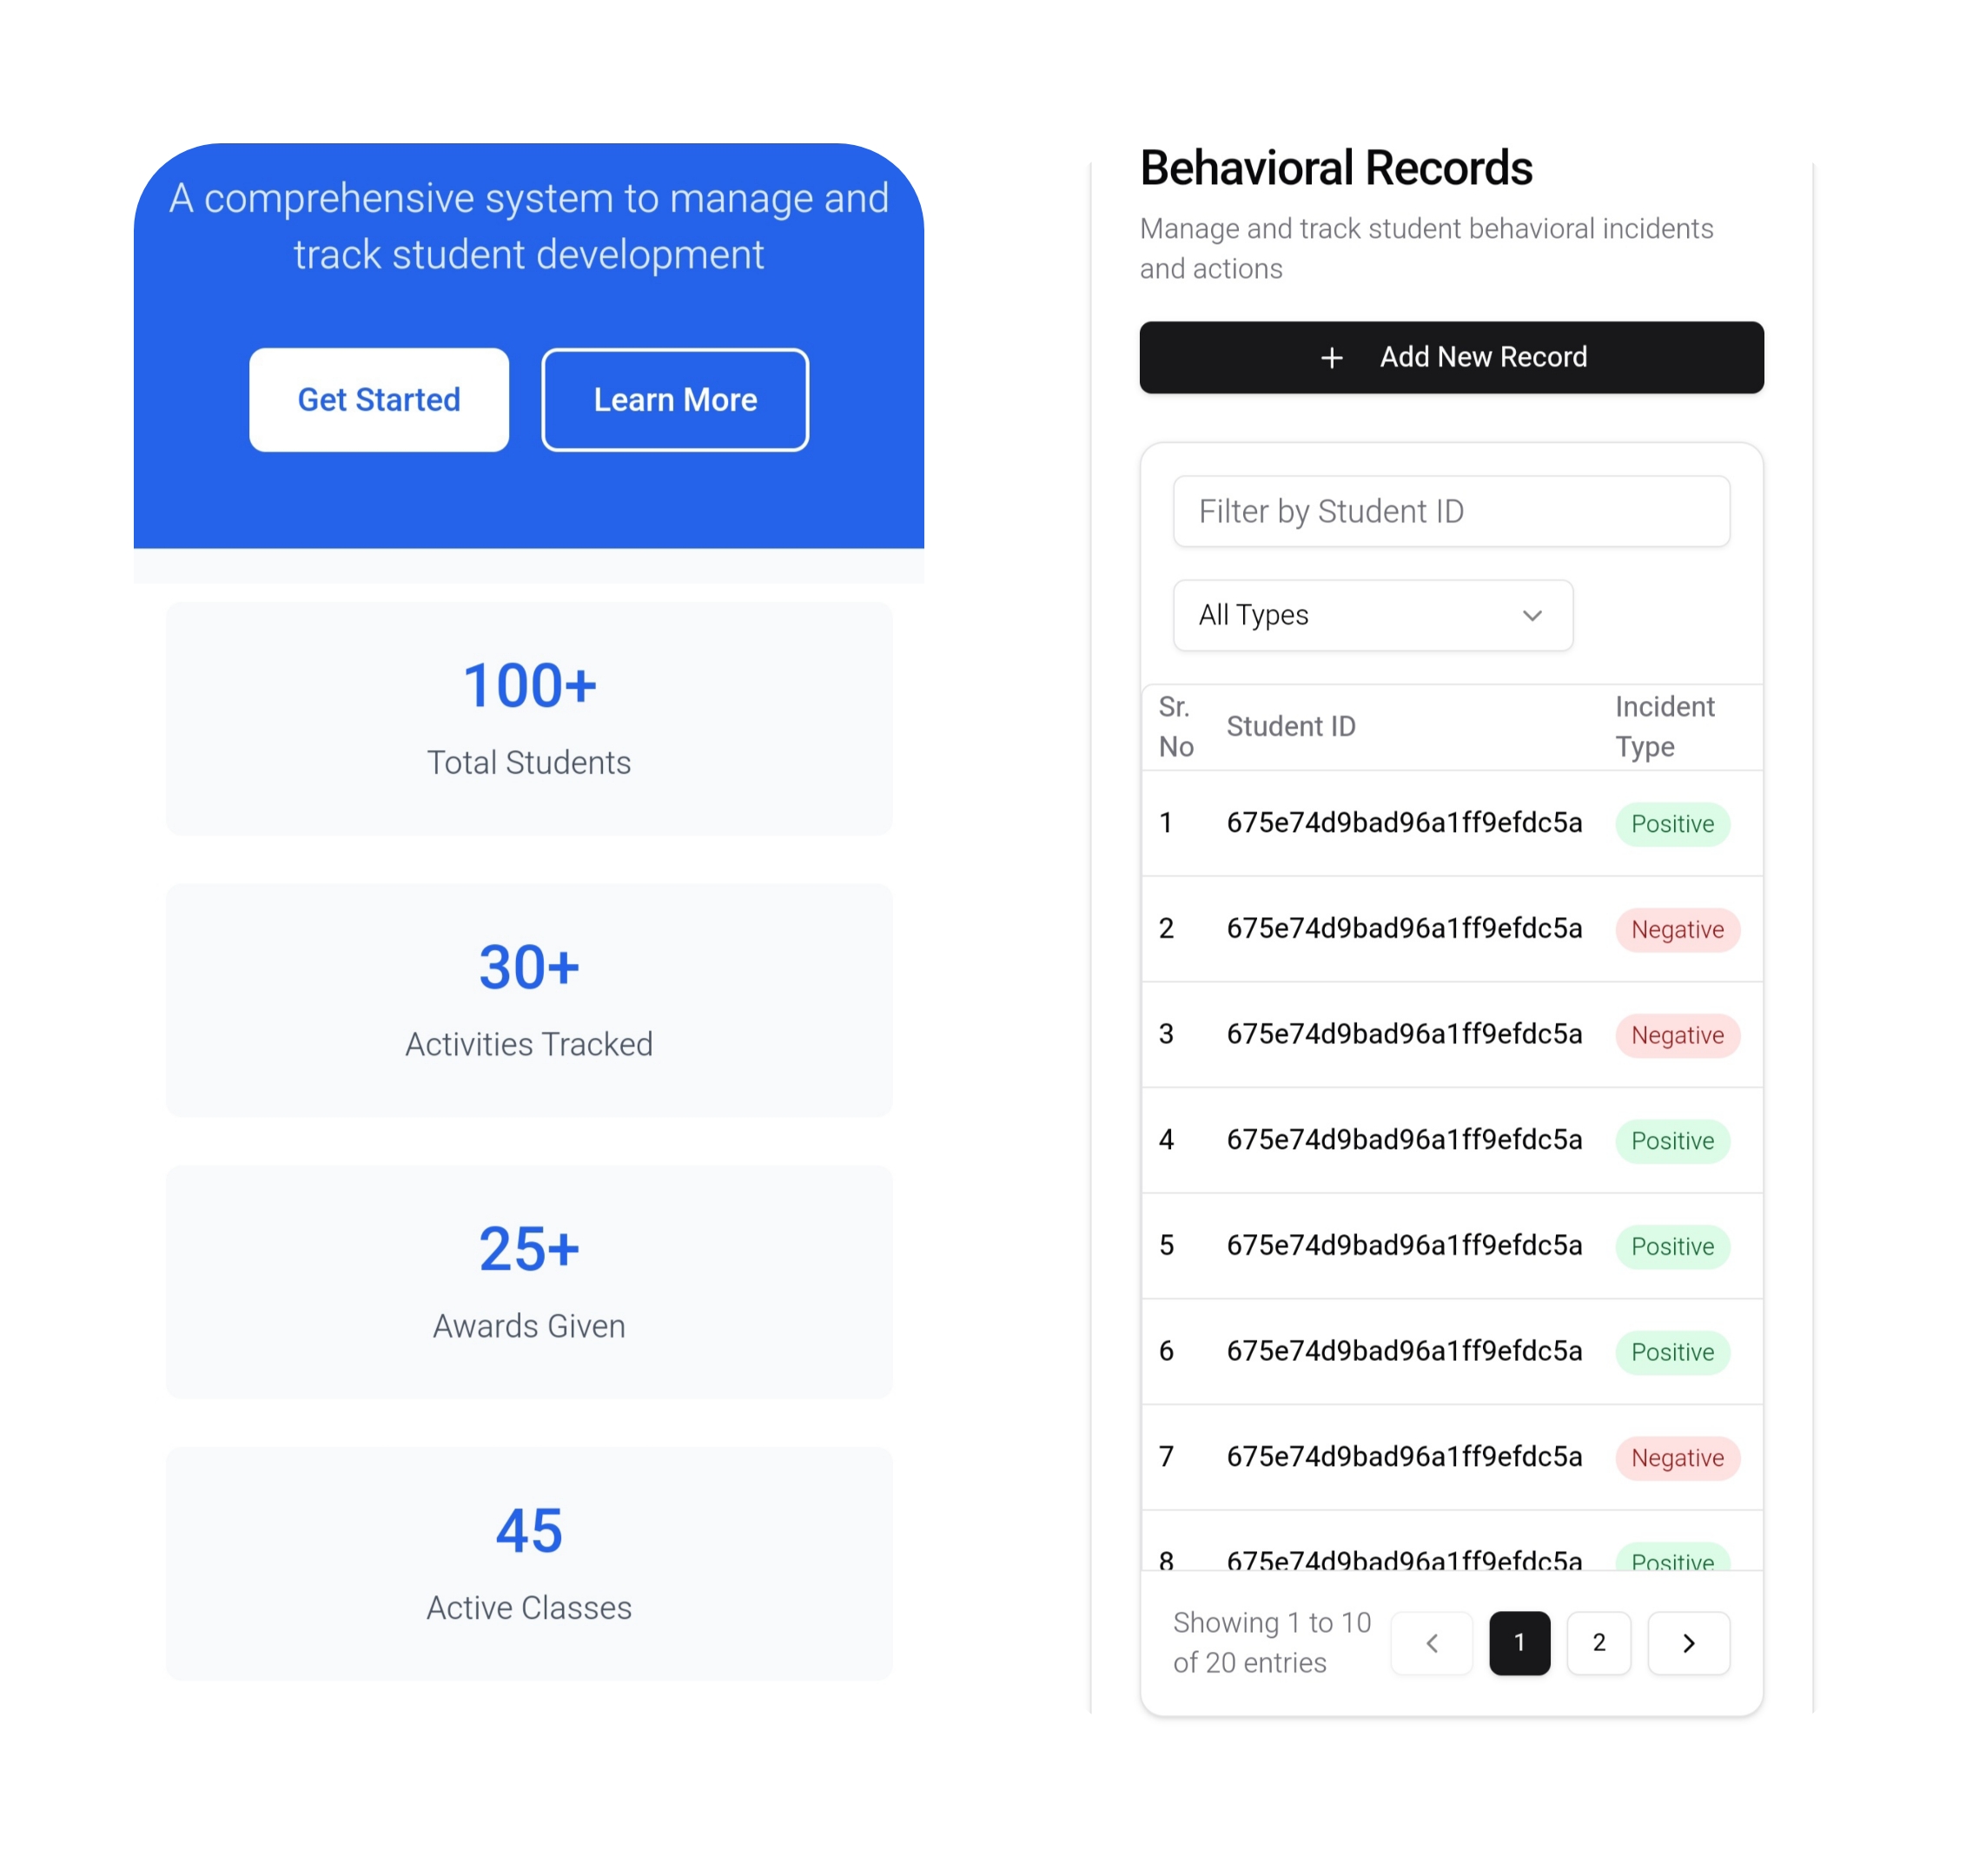 A comprehensive system to manage and
track student development
Get Started
Learn More
100+
Total Students
30+
Activities Tracked
25+
Awards Given
45
Active Classes
Behavioral Records
Manage and track student behavioral incidents
and actions
+ Add New Record
Filter by Student ID
All Types
Sr. No Student ID Incident Type
1 675e74d9bad96a1ff9efdc5a Positive
2 675e74d9bad96a1ff9efdc5a Negative
3 675e74d9bad96a1ff9efdc5a Negative
4 675e74d9bad96a1ff9efdc5a Positive
5 675e74d9bad96a1ff9efdc5a Positive
6 675e74d9bad96a1ff9efdc5a Positive
7 675e74d9bad96a1ff9efdc5a Negative
8 675e74d9bad96a1ff9efdc5a Positive
Showing 1 to 10
of 20 entries
1 2